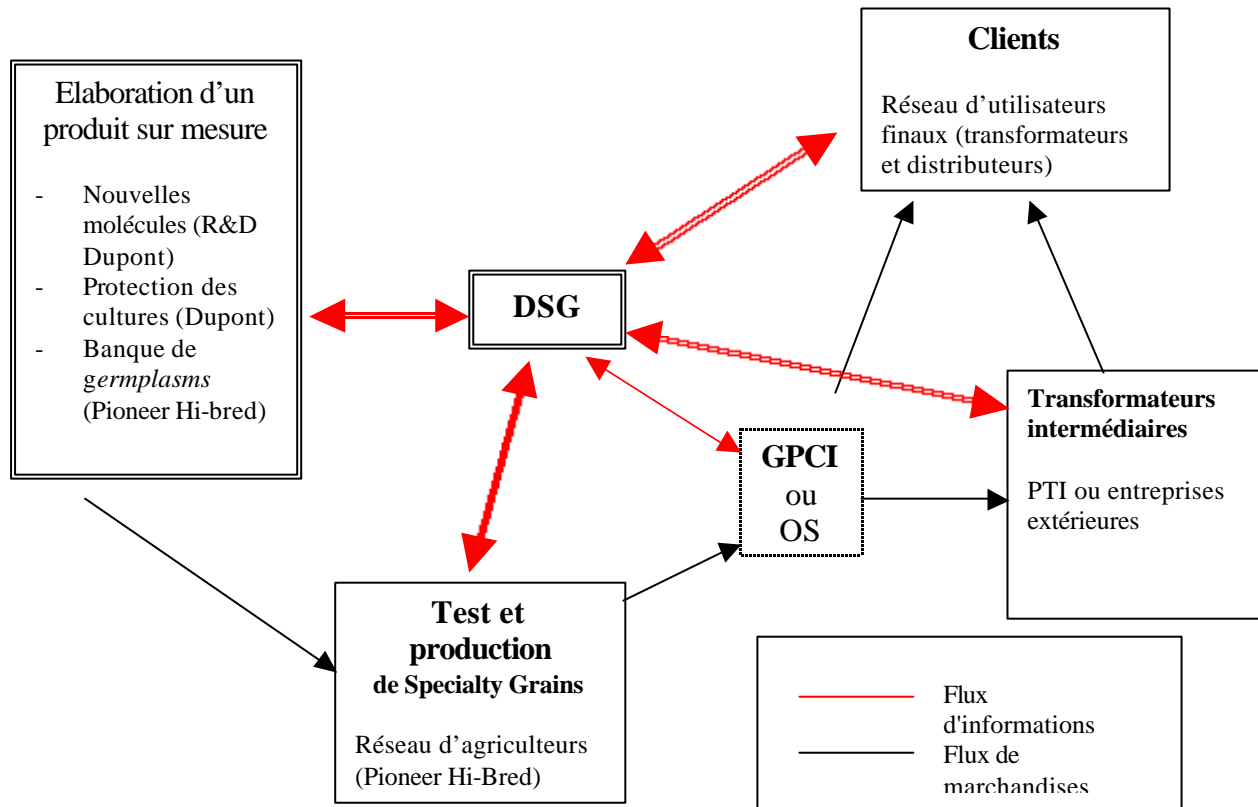 Elaboration d’un
produit sur mesure
- Nouvelles
molécules (R&D
Dupont)
- Protection des
cultures (Dupont)
- Banque de
germplasms
(Pioneer Hi-bred)
Clients
Réseau d’utilisateurs
finaux (transformateurs
et distributeurs)
DSG
GPCI
ou
OS
Transformateurs
intermédiaires
PTI ou entreprises
extérieures
Test et
production
de Specialty Grains
Réseau d’agriculteurs
(Pioneer Hi-Bred)
Flux
d'informations
Flux de
marchandises